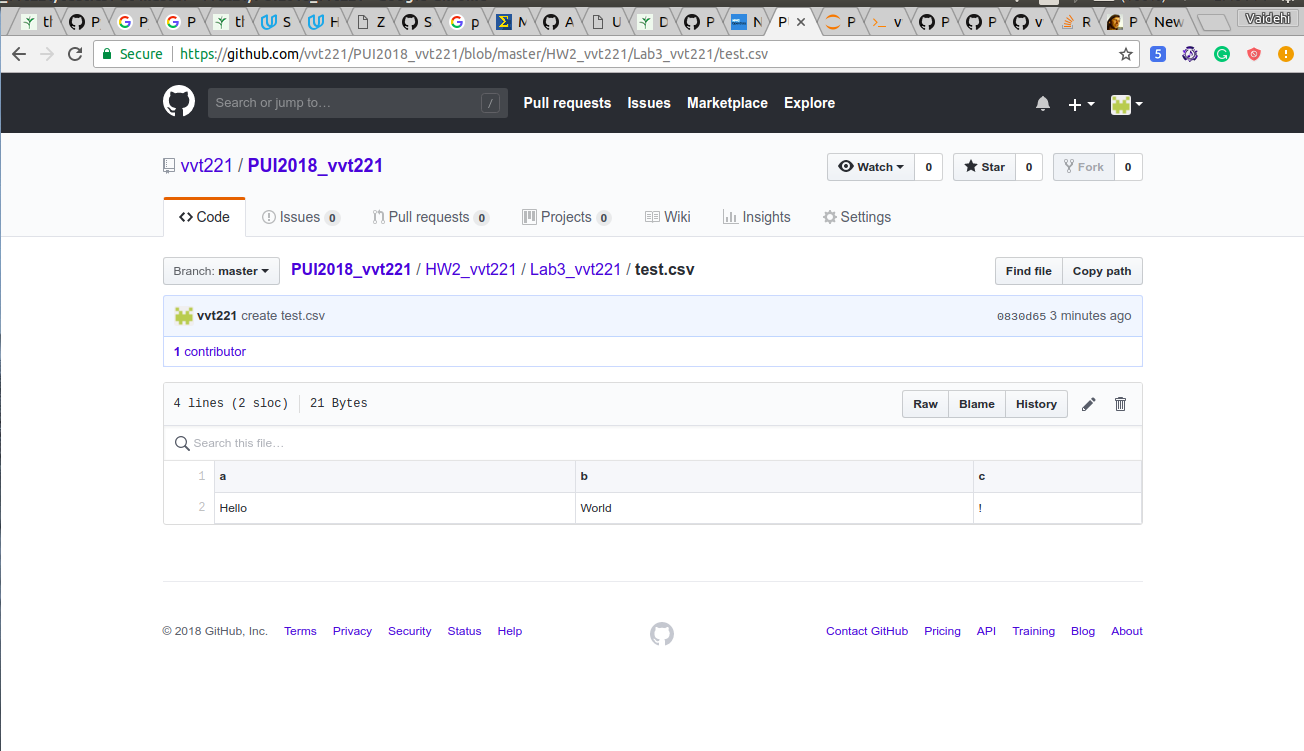 tl P G P G P tl S H Z S G p M A U D P N P P v P P v R P New Vaidehi
Secure https://github.com/vvt221/PUI2018_vvt221/blob/master/HW2_vvt221/Lab3_vvt221/test.csv 5
Search or jump to… / Pull requests Issues Marketplace Explore
vvt221 / PUI2018_vvt221 Watch 0 Star 0 Fork 0
Code Issues 0 Pull requests 0 Projects 0 Wiki Insights Settings
Branch: master PUI2018_vvt221 / HW2_vvt221 / Lab3_vvt221 / test.csv Find file Copy path
vvt221 create test.csv 0830d65 3 minutes ago
1 contributor
4 lines (2 sloc) 21 Bytes Raw Blame History
Search this file…
1 a b c
2 Hello World !
© 2018 GitHub, Inc. Terms Privacy Security Status Help Contact GitHub Pricing API Training Blog About